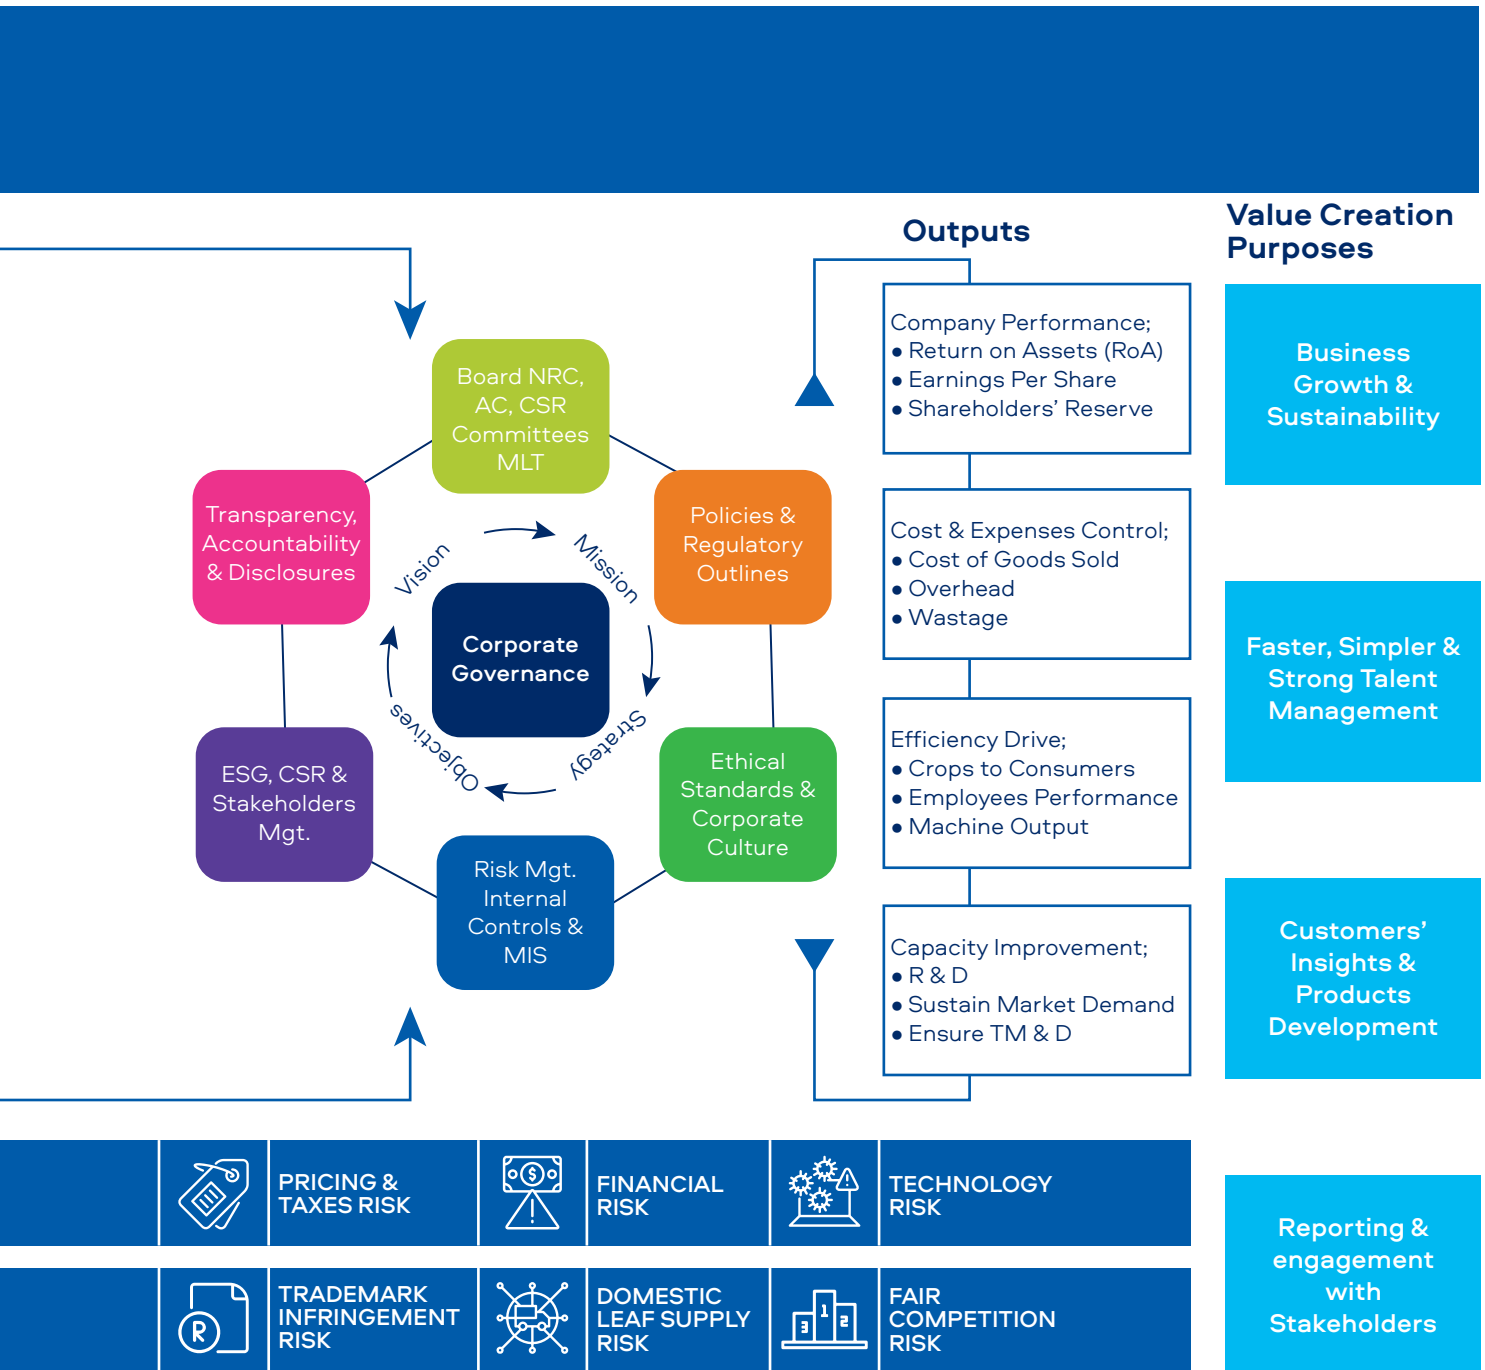 Outputs
Value Creation
Purposes
Board NRC,
AC, CSR
Committees
MLT
Transparency,
Accountability
& Disclosures
Policies &
Regulatory
Outlines
Vision
Mission
Strategy
Objectives
Corporate
Governance
ESG, CSR &
Stakeholders
Mgt.
Ethical
Standards &
Corporate
Culture
Risk Mgt.
Internal
Controls &
MIS
Company Performance;
● Return on Assets (RoA)
● Earnings Per Share
● Shareholders’ Reserve
Cost & Expenses Control;
● Cost of Goods Sold
● Overhead
● Wastage
Efficiency Drive;
● Crops to Consumers
● Employees Performance
● Machine Output
Capacity Improvement;
● R & D
● Sustain Market Demand
● Ensure TM & D
Business
Growth &
Sustainability
Faster, Simpler &
Strong Talent
Management
Customers’
Insights &
Products
Development
Reporting &
engagement
with
Stakeholders
PRICING &
TAXES RISK
$
FINANCIAL
RISK
TECHNOLOGY
RISK
R
TRADEMARK
INFRINGEMENT
RISK
DOMESTIC
LEAF SUPPLY
RISK
3 1 2
FAIR
COMPETITION
RISK